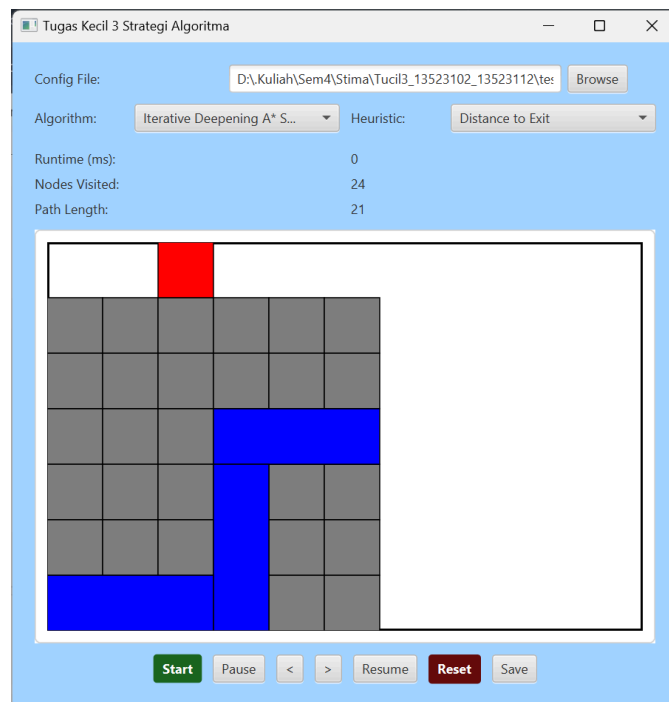 Tugas Kecil 3 Strategi Algoritma
Config File: D:\.Kuliah\Sem4\Stima\Tucil3_13523102_13523112\tes Browse
Algorithm: Iterative Deepening A* S... Heuristic: Distance to Exit
Runtime (ms): 0
Nodes Visited: 24
Path Length: 21
Start Pause < > Resume Reset Save